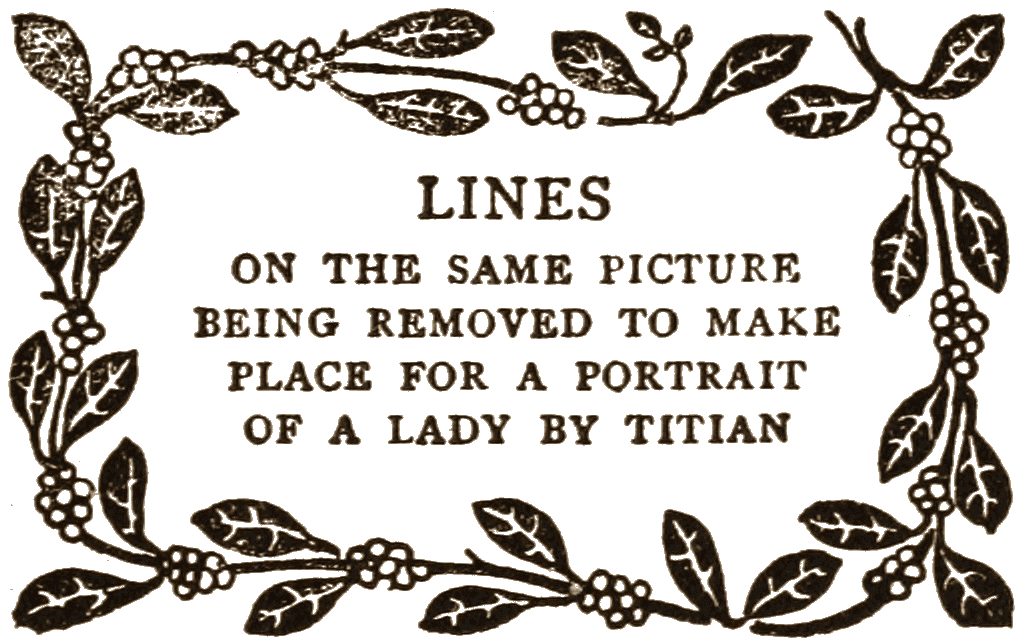 LINES
ON THE SAME PICTURE
BEING REMOVED TO MAKE
PLACE FOR A PORTRAIT
OF A LADY BY TITIAN